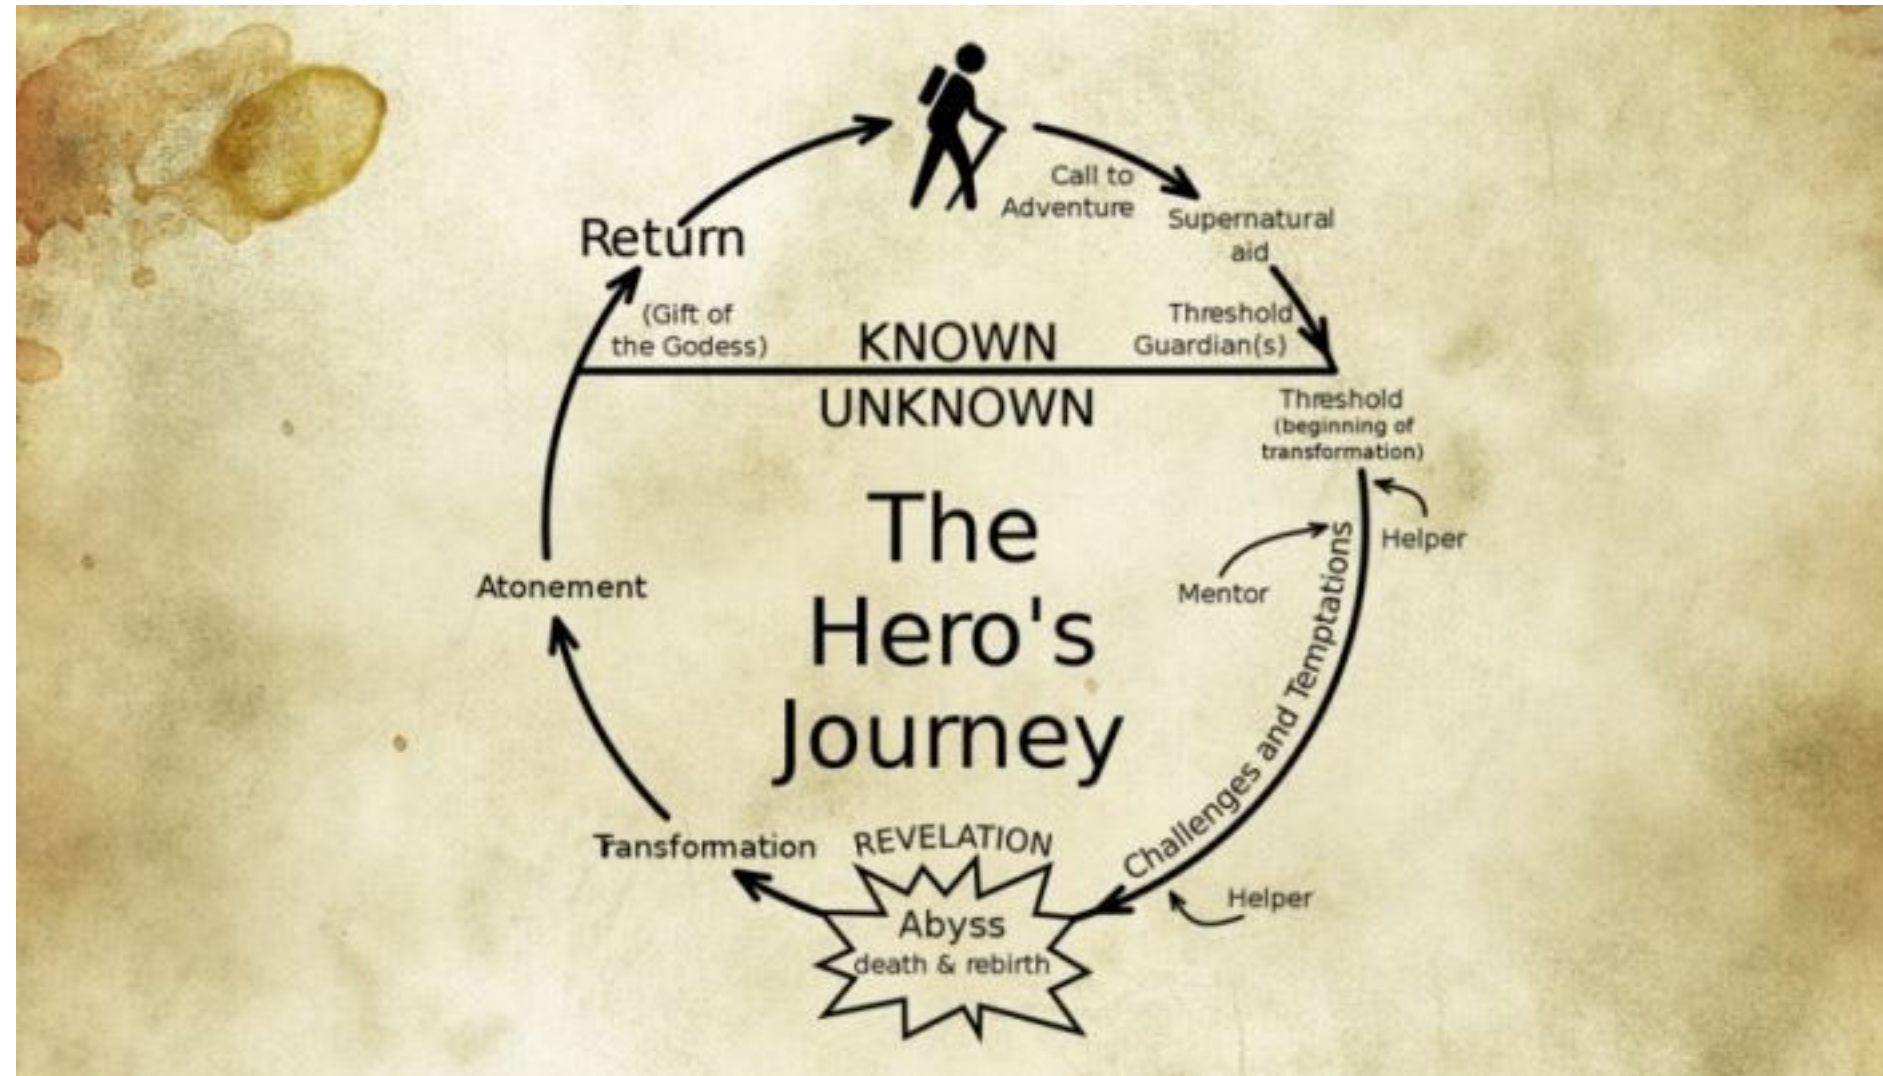 Call to
Adventure
Supernatural
aid
Return
(Gift of
the Godess)
KNOWN
Threshold
Guardian(s)
UNKNOWN
Threshold
(beginning of
transformation)
Helper
Mentor
Challenges and Temptations
The
Hero's
Journey
Atonement
Transformation
REVELATION
Abyss
death & rebirth
Helper